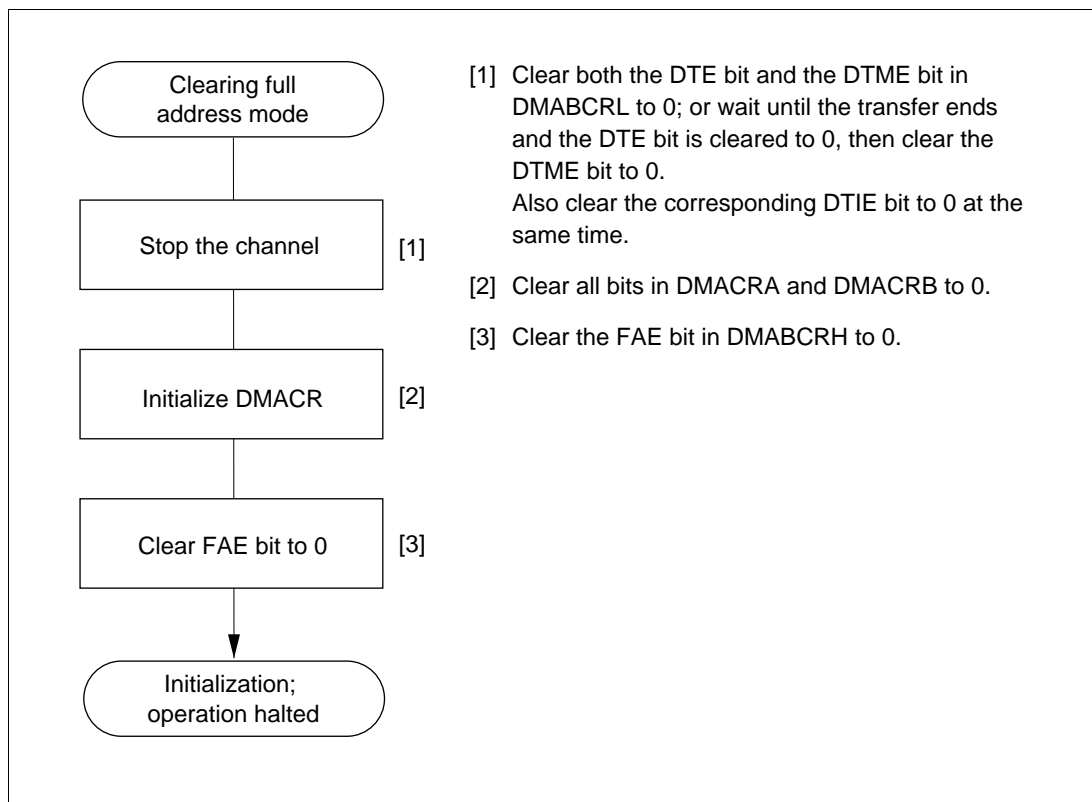 Clearing full
address mode
Stop the channel [1]
Initialize DMACR [2]
Clear FAE bit to 0 [3]
Initialization;
operation halted
[1] Clear both the DTE bit and the DTME bit in
DMABCRL to 0; or wait until the transfer ends
and the DTE bit is cleared to 0, then clear the
DTME bit to 0.
Also clear the corresponding DTIE bit to 0 at the
same time.
[2] Clear all bits in DMACRA and DMACRB to 0.
[3] Clear the FAE bit in DMABCRH to 0.